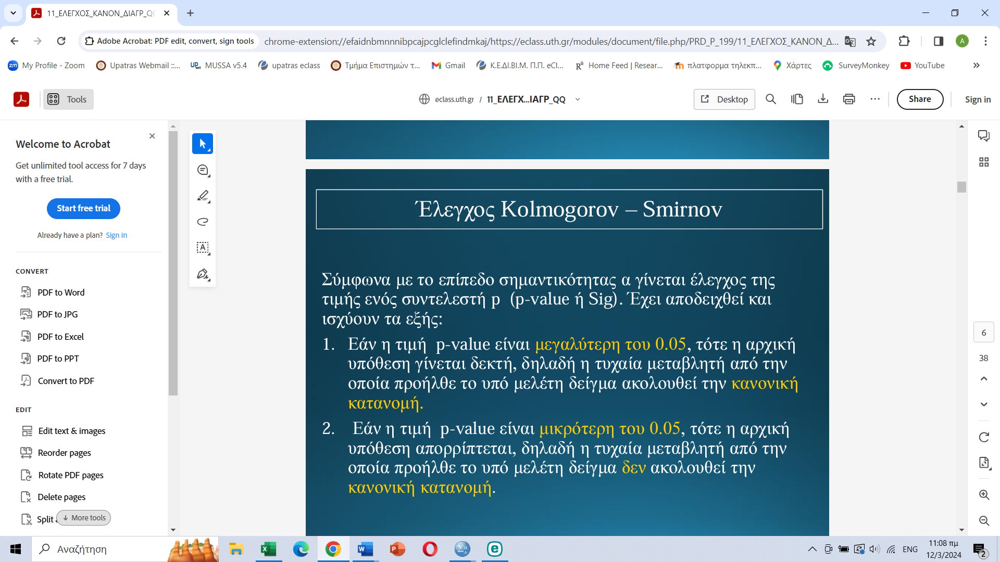 11_ΕΛΕΓΧΟΣ_ΚΑΝΟΝ_ΔΙΑΓΡ_QQ
Adobe Acrobat: PDF edit, convert, sign tools
chrome-extension://efaidnbmnnnibpcajpcglclefindmkaj/https://eclass.uth.gr/modules/document/file.php/PRD_P_199/11_ΕΛΕΓΧΟΣ_ΚΑΝΟΝ_Δ...
A
My Profile - Zoom
Upatras Webmail ::...
MUSSA v5.4
upatras eclass
Τμήμα Επιστημών τ...
Gmail
Κ.Ε.ΔΙ.ΒΙ.Μ. Π.Π. eCl...
Home Feed | Resear...
πλατφορμα τηλεκπ...
Χάρτες
SurveyMonkey
YouTube
Tools
eclass.uth.gr / 11_ΕΛΕΓΧ...ΙΑΓΡ_QQ
Desktop
Share
Sign in
Welcome to Acrobat
Get unlimited tool access for 7 days
with a free trial.
Start free trial
Already have a plan? Sign in
CONVERT
PDF to Word
PDF to JPG
PDF to Excel
PDF to PPT
Convert to PDF
EDIT
Edit text & images
Reorder pages
Rotate PDF pages
Delete pages
Split
More tools
Έλεγχος Kolmogorov – Smirnov
Σύμφωνα με το επίπεδο σημαντικότητας α γίνεται έλεγχος της
τιμής ενός συντελεστή p (p-value ή Sig). Έχει αποδειχθεί και
ισχύουν τα εξής:
1. Εάν η τιμή p-value είναι μεγαλύτερη του 0.05, τότε η αρχική
υπόθεση γίνεται δεκτή, δηλαδή η τυχαία μεταβλητή από την
οποία προήλθε το υπό μελέτη δείγμα ακολουθεί την κανονική
κατανομή.
2. Εάν η τιμή p-value είναι μικρότερη του 0.05, τότε η αρχική
υπόθεση απορρίπτεται, δηλαδή η τυχαία μεταβλητή από την
οποία προήλθε το υπό μελέτη δείγμα δεν ακολουθεί την
κανονική κατανομή.
6
38
Αναζήτηση
ENG
11:08 πμ
12/3/2024
2